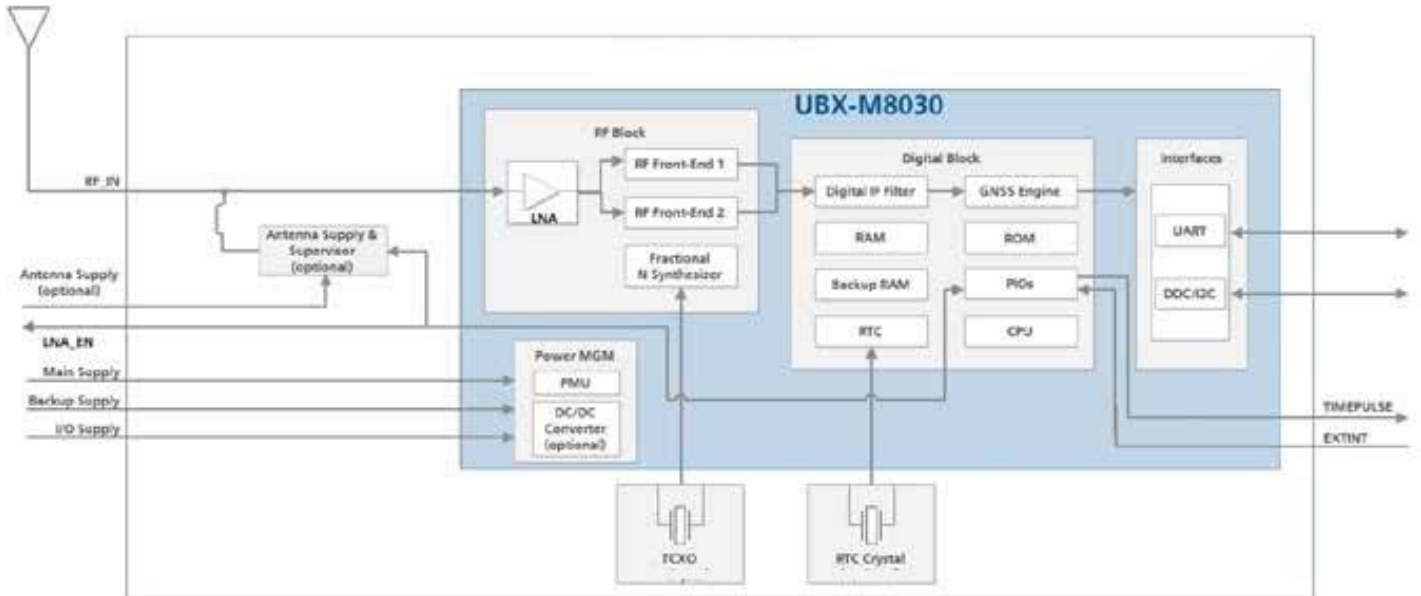 UBX-M8030
RF Block
RF Front-End 1
LNA
RF Front-End 2
Fractional
N Synthesizer
Digital Block
Digital IF Filter
GNSS Engine
RAM
ROM
Backup RAM
PIOs
RTC
CPU
Interfaces
UART
DDC/I2C
RF_IN
Antenna Supply &
Supervisor
(optional)
Antenna Supply
(optional)
LNA_EN
Main Supply
Backup Supply
I/O Supply
Power MGM
PMU
DC/DC
Converter
(optional)
TIMEPULSE
EXTINT
TCXO
RTC Crystal